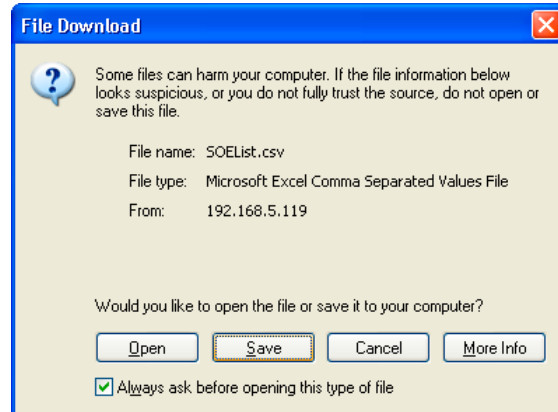 File Download
Some files can harm your computer. If the file information below
looks suspicious, or you do not fully trust the source, do not open or
save this file.
File name: SOEList.csv
File type: Microsoft Excel Comma Separated Values File
From: 192.168.5.119
Would you like to open the file or save it to your computer?
Open Save Cancel More Info
Always ask before opening this type of file